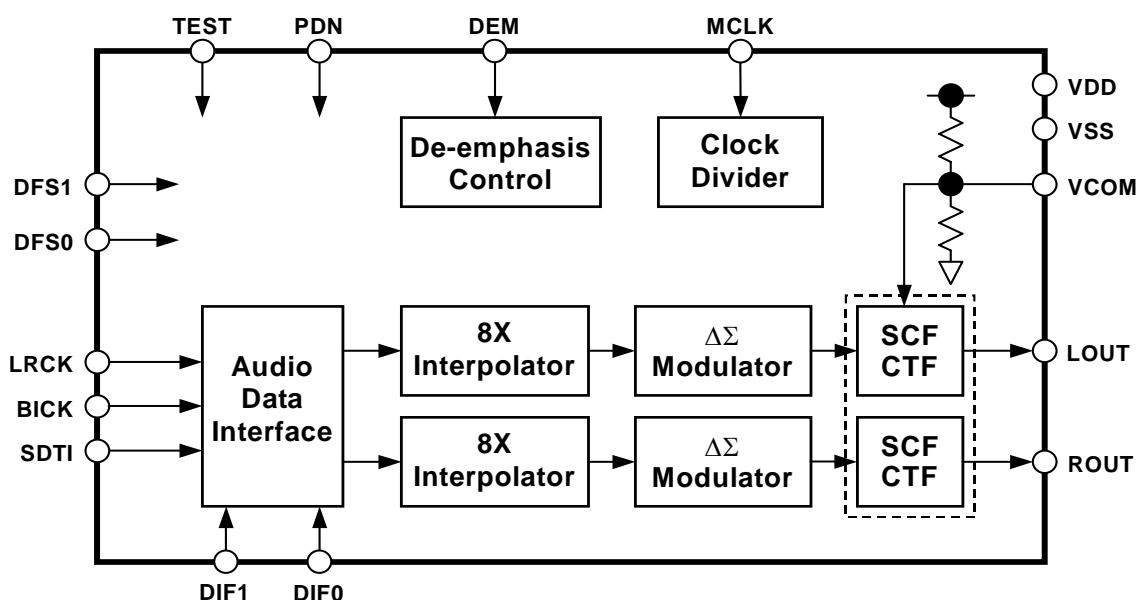 TEST
PDN
DEM
MCLK
VDD
VSS
VCOM
De-emphasis
Control
Clock
Divider
DFS1
DFS0
LRCK
BICK
SDTI
Audio
Data
Interface
8X
Interpolator
ΔΣ
Modulator
SCF
CTF
LOUT
8X
Interpolator
ΔΣ
Modulator
SCF
CTF
ROUT
DIF1
DIF0